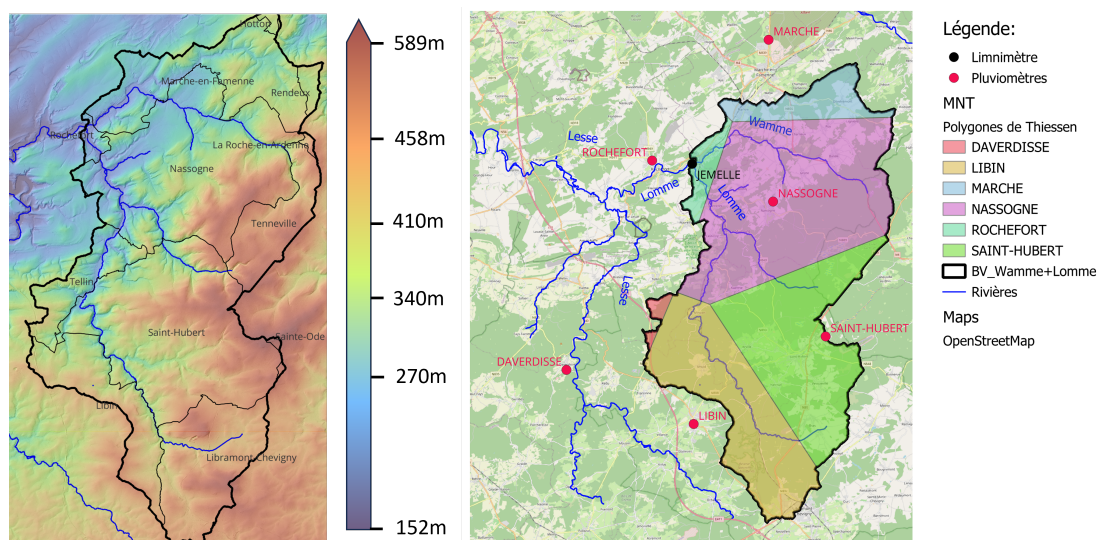 Hotton
Marche-en-Famenne
Rendeux
Rochefort
La Roche-en-Ardenne
Nassogne
Tenneville
Tellin
Saint-Hubert
Sainte-Ode
Libin
Libramont-Chevigny
589m
458m
410m
340m
270m
152m
MARCHE
Wamme
Lesse
ROCHEFORT
JEMELLE
Lomme
Lomme
NASSOGNE
Lesse
SAINT-HUBERT
DAVERDISSE
LIBIN
Légende:
Limnimètre
Pluviomètres
MNT
Polygones de Thiessen
DAVERDISSE
LIBIN
MARCHE
NASSOGNE
ROCHEFORT
SAINT-HUBERT
BV_Wamme+Lomme
Rivières
Maps
OpenStreetMap